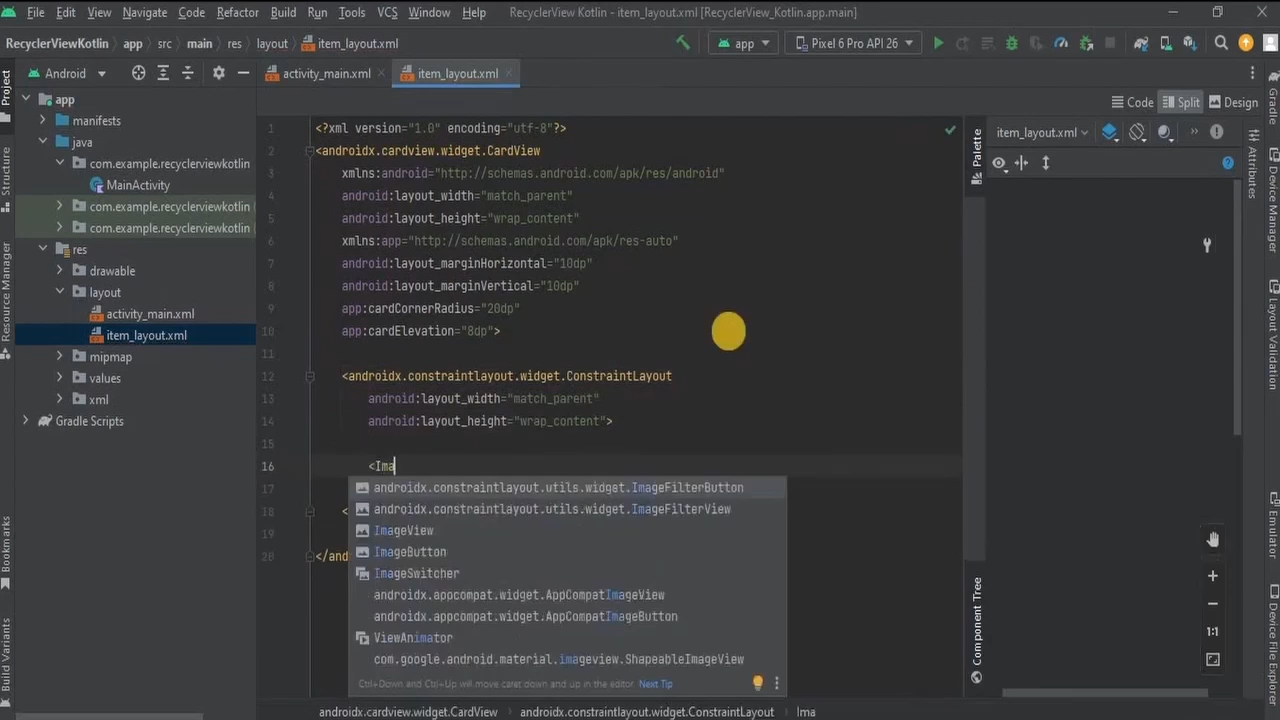 File Edit View Navigate Code Refactor Build Run Tools VCS Window Help RecyclerView Kotlin - item_layout.xml [RecyclerView_Kotlin.app.main]
RecyclerViewKotlin app src main res layout item_layout.xml app Pixel 6 Pro API 26
Android activity_main.xml item_layout.xml
Code Split Design
Project
Structure
Resource Manager
Bookmarks
Build Variants
app
manifests
java
com.example.recyclerviewkotlin
MainActivity
com.example.recyclerviewkotlin
com.example.recyclerviewkotlin
res
drawable
layout
activity_main.xml
item_layout.xml
mipmap
values
xml
Gradle Scripts
1 <?xml version="1.0" encoding="utf-8"?>
2 <androidx.cardview.widget.CardView
3 xmlns:android="http://schemas.android.com/apk/res/android"
4 android:layout_width="match_parent"
5 android:layout_height="wrap_content"
6 xmlns:app="http://schemas.android.com/apk/res-auto"
7 android:layout_marginHorizontal="10dp"
8 android:layout_marginVertical="10dp"
9 app:cardCornerRadius="20dp"
10 app:cardElevation="8dp">
11
12 <androidx.constraintlayout.widget.ConstraintLayout
13 android:layout_width="match_parent"
14 android:layout_height="wrap_content">
15
16 <Ima
17
18 <
19
20 </and
androidx.constraintlayout.utils.widget.ImageFilterButton
androidx.constraintlayout.utils.widget.ImageFilterView
ImageView
ImageButton
ImageSwitcher
androidx.appcompat.widget.AppCompatImageView
androidx.appcompat.widget.AppCompatImageButton
ViewAnimator
com.google.android.material.imageview.ShapeableImageView
Ctrl+Down and Ctrl+Up will move caret down and up in the editor Next Tip
androidx.cardview.widget.CardView androidx.constraintlayout.widget.ConstraintLayout Ima
Palette
Component Tree
item_layout.xml
1:1
Attributes
Gradle
Device Manager
Layout Validation
Emulator
Device File Explorer